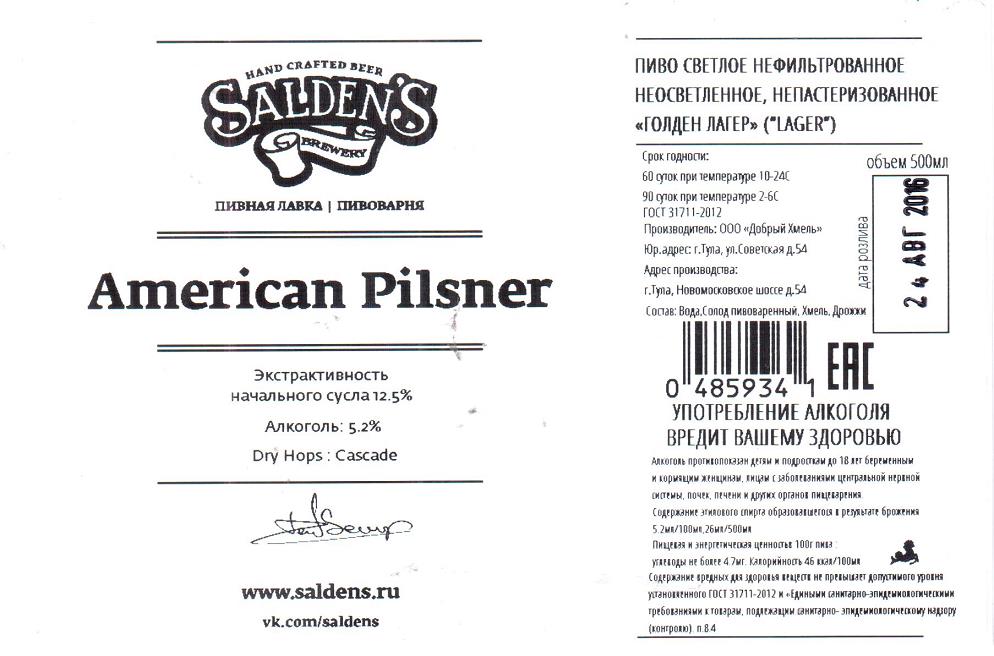 HAND CRAFTED BEER
SALDEN'S
BREWERY
ПИВНАЯ ЛАВКА | ПИВОВАРНЯ
American Pilsner
Экстрактивность
начального сусла 12.5%
Алкоголь: 5.2%
Dry Hops : Cascade
www.saldens.ru
vk.com/saldens
ПИВО СВЕТЛОЕ НЕФИЛЬТРОВАННОЕ
НЕОСВЕТЛЕННОЕ, НЕПАСТЕРИЗОВАННОЕ
«ГОЛДЕН ЛАГЕР» ("LAGER")
Срок годности:
60 суток при температуре 10-24С
90 суток при температуре 2-6С
ГОСТ 31711-2012
Производитель: ООО «Добрый Хмель»
Юр.адрес: г.Тула, ул.Советская д.54
Адрес производства:
г.Тула, Новомосковское шоссе д.54
Состав: Вода,Солод пивоваренный, Хмель, Дрожжи
объем 500мл
дата розлива
24 АВГ 2016
0 485934 1
EAC
УПОТРЕБЛЕНИЕ АЛКОГОЛЯ
ВРЕДИТ ВАШЕМУ ЗДОРОВЬЮ
Алкоголь противопоказан детям и подросткам до 18 лет беременным
и кормящим женщинам, лицам с заболеваниями центральной нервной
системы, почек, печени и других органов пищеварения.
Содержание этилового спирта образовавшегося в результате брожения
5.2мл/100мл,26мл/500мл
Пищевая и энергетическая ценностьв 100г пива :
углеводы не более 4.7мг. Калорийность 46 ккал/100мл
Содержание вредных для здоровья веществ не превышает допустимого уровня
установленного ГОСТ 31711-2012 и «Едиными санитарно-эпидемиологическими
требованиями к товарам, подлежащим санитарно- эпидемиологическому надзору
(контролю). п.8.4